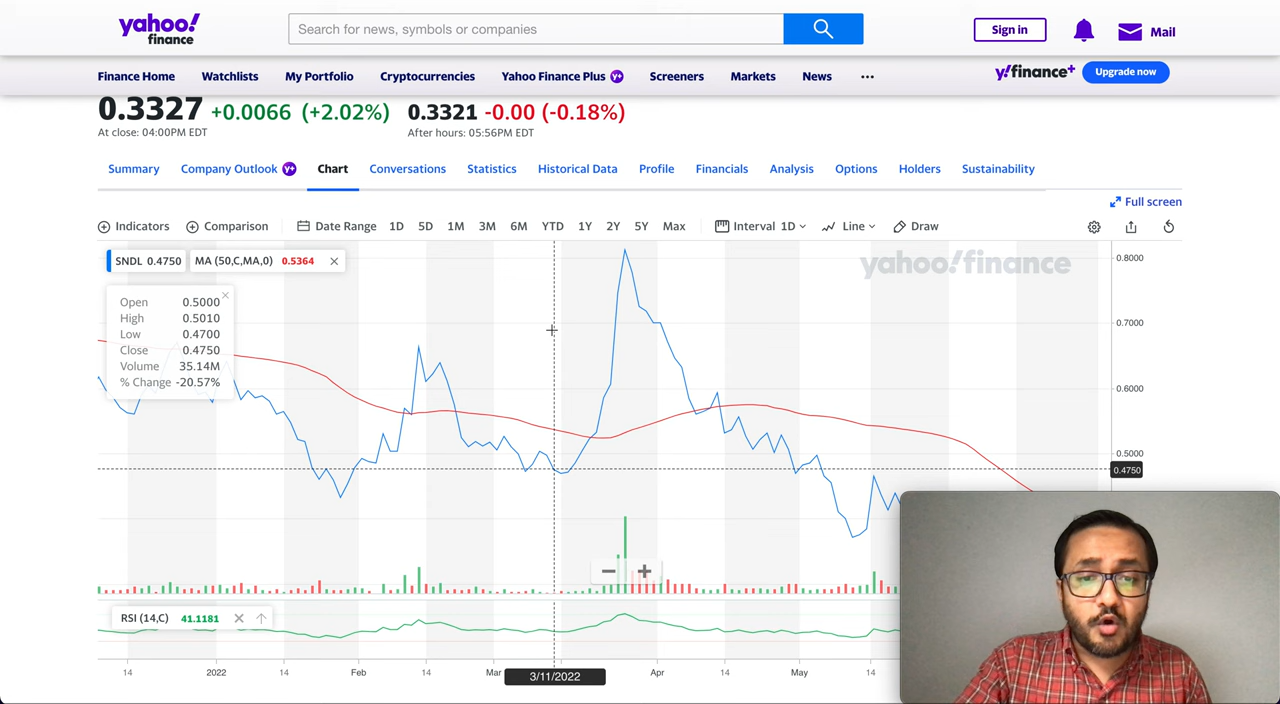 yahoo!
finance
Search for news, symbols or companies
Sign in
Mail
Finance Home Watchlists My Portfolio Cryptocurrencies Yahoo Finance Plus Y+ Screeners Markets News ...
y!finance+ Upgrade now
0.3327 +0.0066 (+2.02%) 0.3321 -0.00 (-0.18%)
At close: 04:00PM EDT After hours: 05:56PM EDT
Summary Company Outlook Y+ Chart Conversations Statistics Historical Data Profile Financials Analysis Options Holders Sustainability
Full screen
Indicators Comparison Date Range 1D 5D 1M 3M 6M YTD 1Y 2Y 5Y Max Interval 1D Line Draw
SNDL 0.4750 MA (50,C,MA,0) 0.5364
yahoo!finance
0.8000
Open 0.5000
High 0.5010
Low 0.4700
Close 0.4750
Volume 35.14M
% Change -20.57%
0.7000
0.6000
0.5000
0.4750
RSI (14,C) 41.1181
14 2022 14 Feb 14 Mar 3/11/2022 Apr 14 May 14